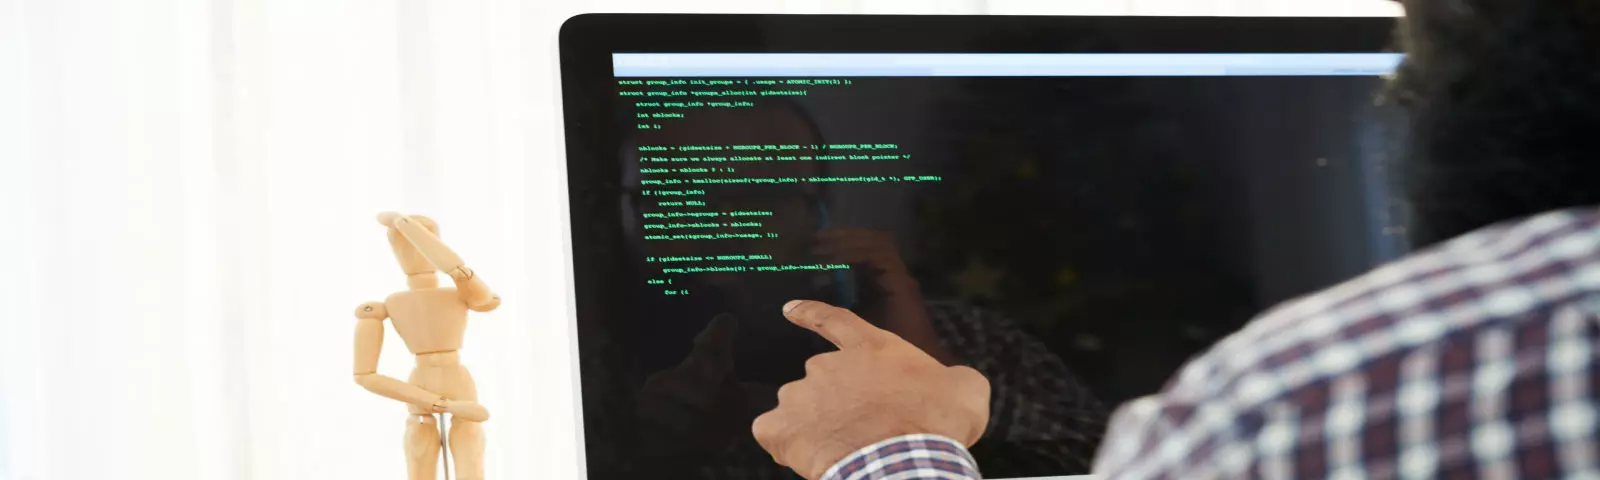 struct group_info init_groups = { .usage = ATOMIC_INIT(2) };
struct group_info *groups_alloc(int gidsetsize){
struct group_info *group_info;
int nblocks;
int i;
nblocks = (gidsetsize + NGROUPS_PER_BLOCK - 1) / NGROUPS_PER_BLOCK;
/* Make sure we always allocate at least one indirect block pointer */
nblocks = nblocks ? : 1;
group_info = kmalloc(sizeof(*group_info) + nblocks*sizeof(gid_t *), GFP_USER);
if (!group_info)
return NULL;
group_info->ngroups = gidsetsize;
group_info->nblocks = nblocks;
atomic_set(&group_info->usage, 1);
if (gidsetsize <= NGROUPS_SMALL)
group_info->blocks[0] = group_info->small_block;
else {
for (i